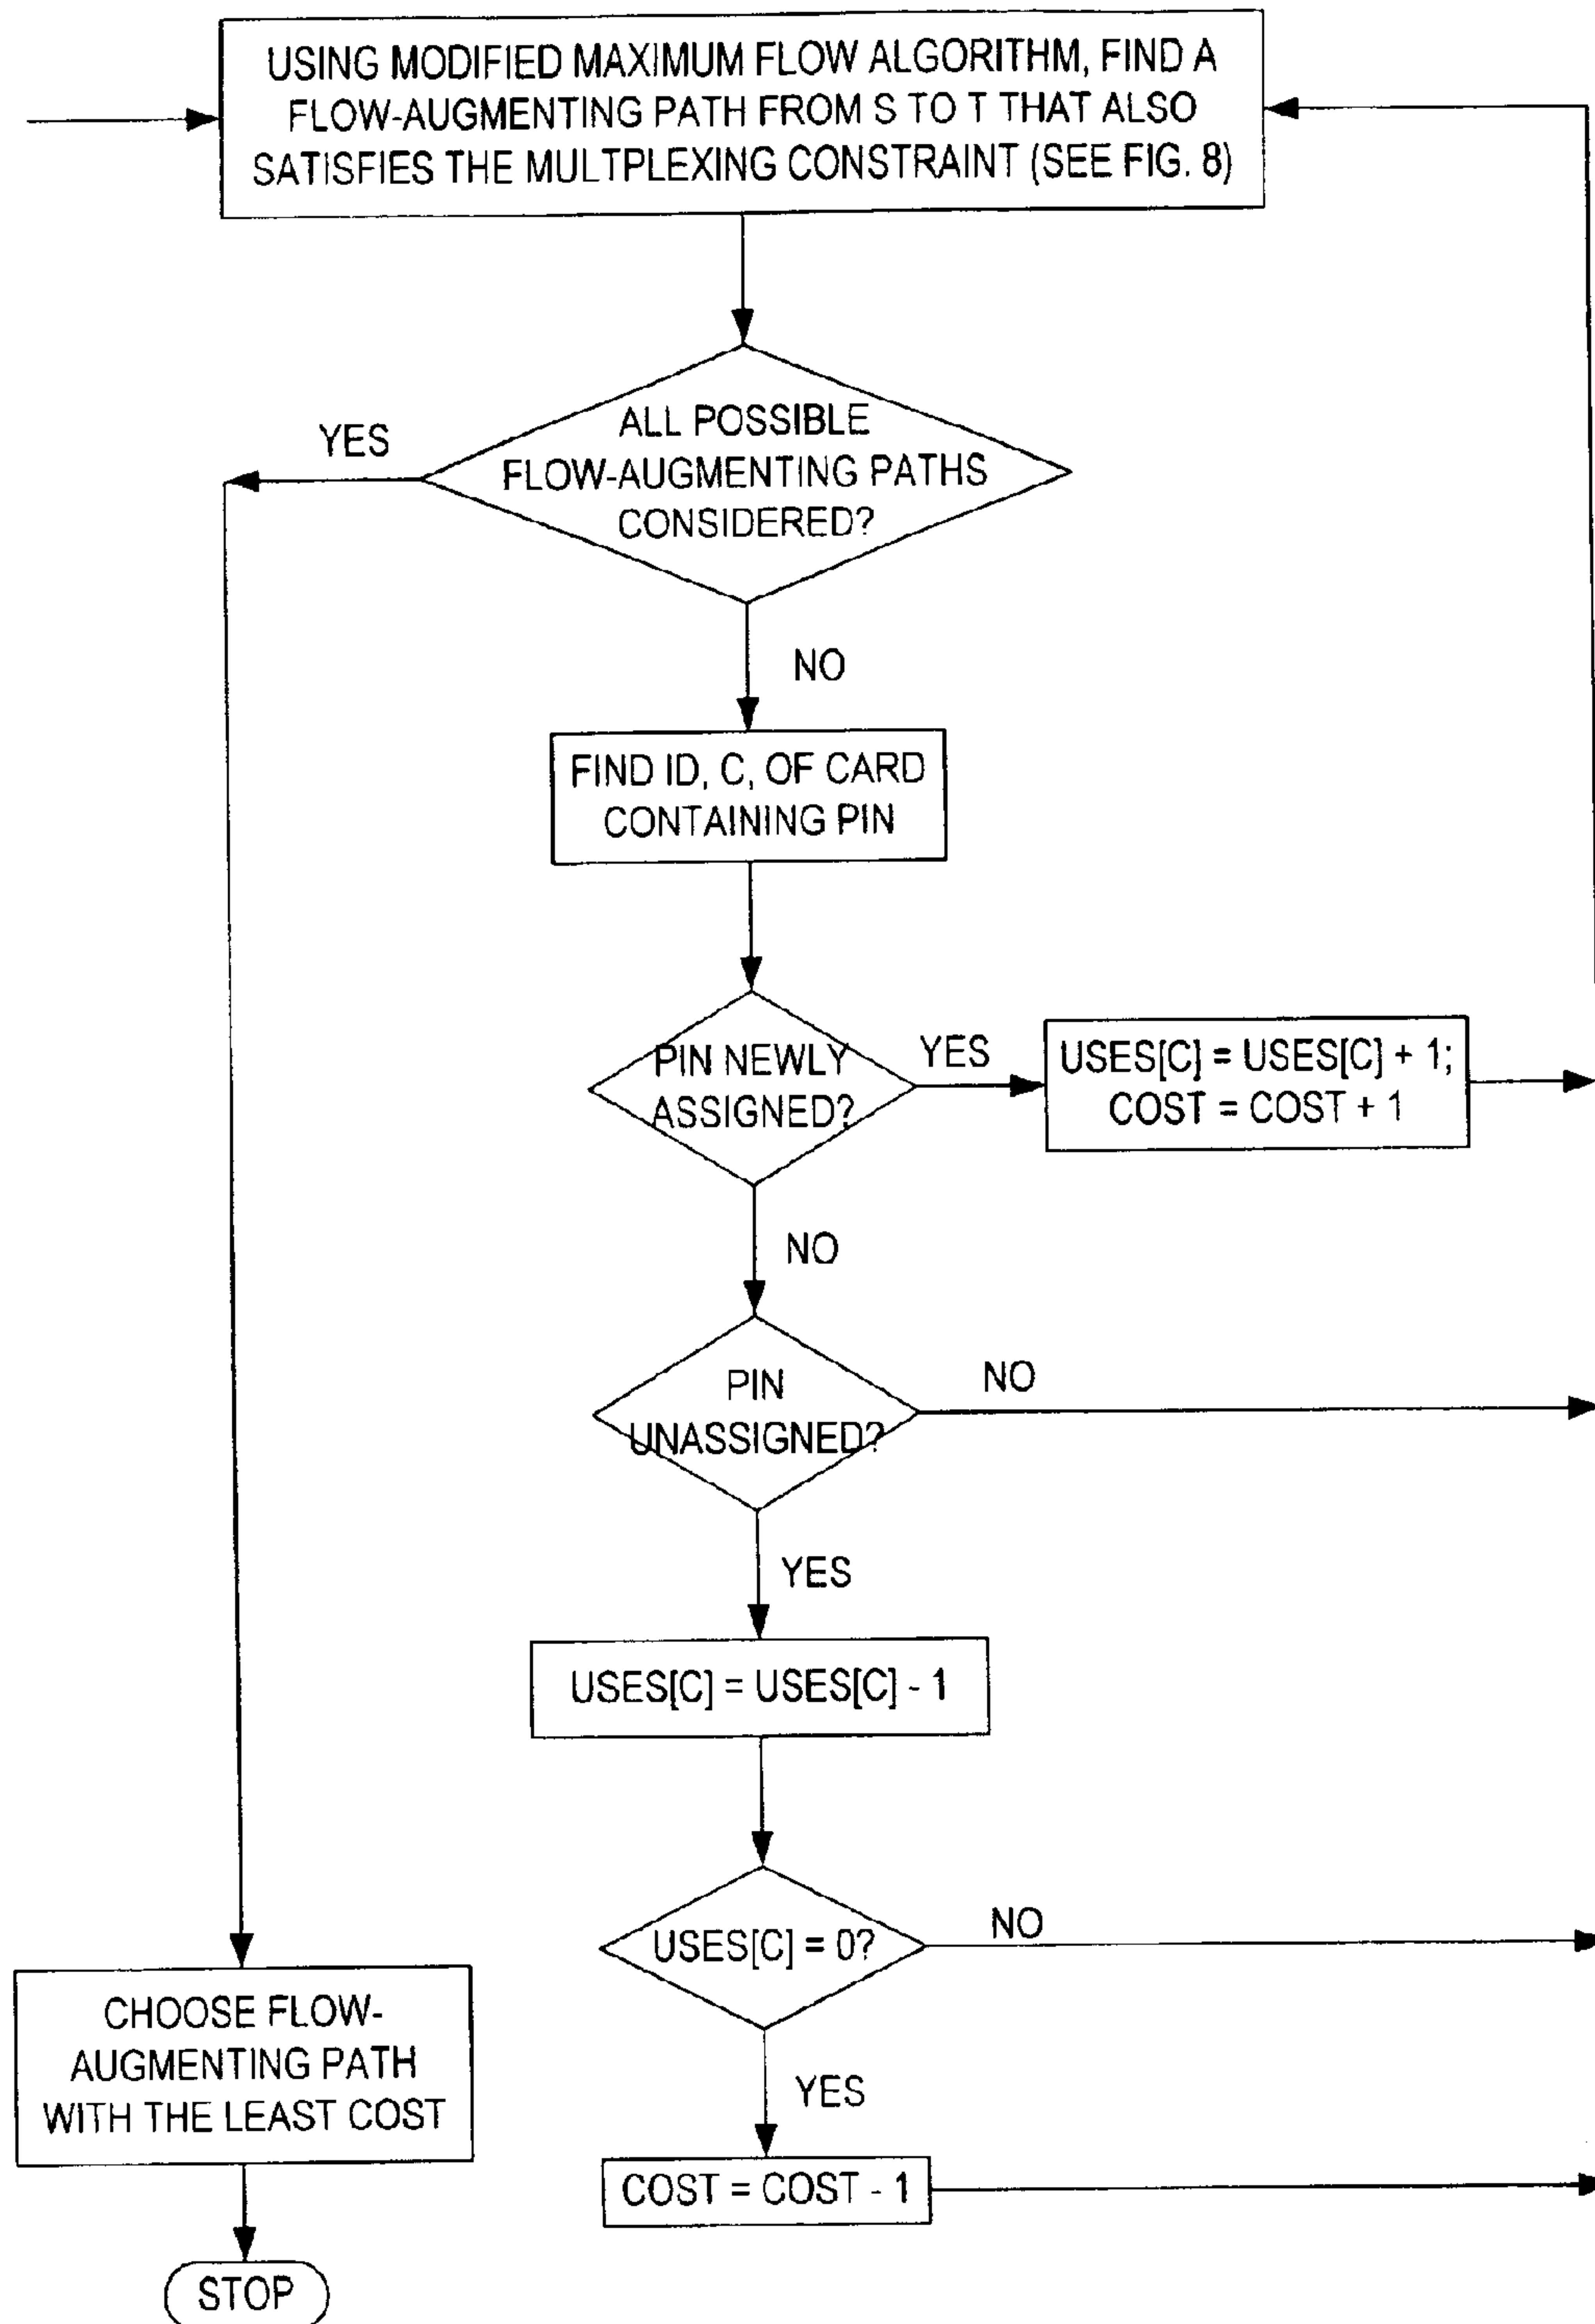 USING MODIFIED MAXIMUM FLOW ALGORITHM, FIND A
FLOW-AUGMENTING PATH FROM S TO T THAT ALSO
SATISFIES THE MULTPLEXING CONSTRAINT (SEE FIG. 8)
ALL POSSIBLE
FLOW-AUGMENTING PATHS
CONSIDERED?
YES
NO
FIND ID, C, OF CARD
CONTAINING PIN
PIN NEWLY
ASSIGNED?
YES
USES[C] = USES[C] + 1;
COST = COST + 1
NO
PIN
UNASSIGNED?
NO
YES
USES[C] = USES[C] - 1
USES[C] = 0?
NO
YES
COST = COST - 1
CHOOSE FLOW-
AUGMENTING PATH
WITH THE LEAST COST
STOP